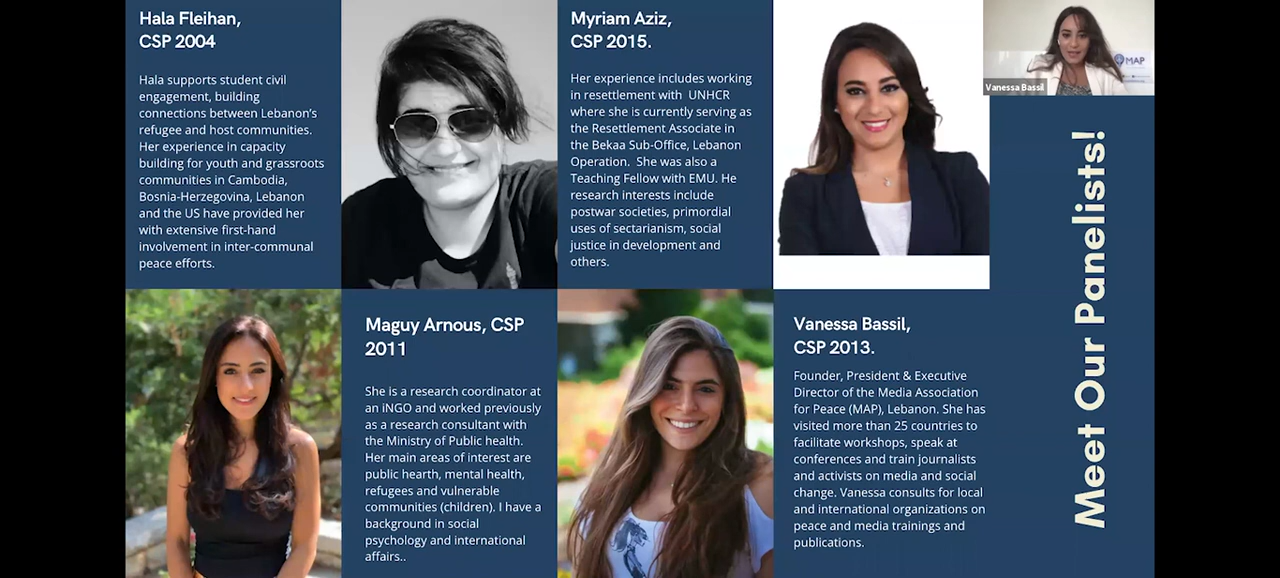 Hala Fleihan,
CSP 2004
Hala supports student civil
engagement, building
connections between Lebanon's
refugee and host communities.
Her experience in capacity
building for youth and grassroots
communities in Cambodia,
Bosnia-Herzegovina, Lebanon
and the US have provided her
with extensive first-hand
involvement in inter-communal
peace efforts.
Myriam Aziz,
CSP 2015.
Her experience includes working
in resettlement with UNHCR
where she is currently serving as
the Resettlement Associate in
the Bekaa Sub-Office, Lebanon
Operation. She was also a
Teaching Fellow with EMU. He
research interests include
postwar societies, primordial
uses of sectarianism, social
justice in development and
others.
MAP
Vanessa Bassil
Meet Our Panelists!
Maguy Arnous, CSP
2011
She is a research coordinator at
an iNGO and worked previously
as a research consultant with
the Ministry of Public health.
Her main areas of interest are
public hearth, mental health,
refugees and vulnerable
communities (children). I have a
background in social
psychology and international
affairs..
Vanessa Bassil,
CSP 2013.
Founder, President & Executive
Director of the Media Association
for Peace (MAP), Lebanon. She has
visited more than 25 countries to
facilitate workshops, speak at
conferences and train journalists
and activists on media and social
change. Vanessa consults for local
and international organizations on
peace and media trainings and
publications.